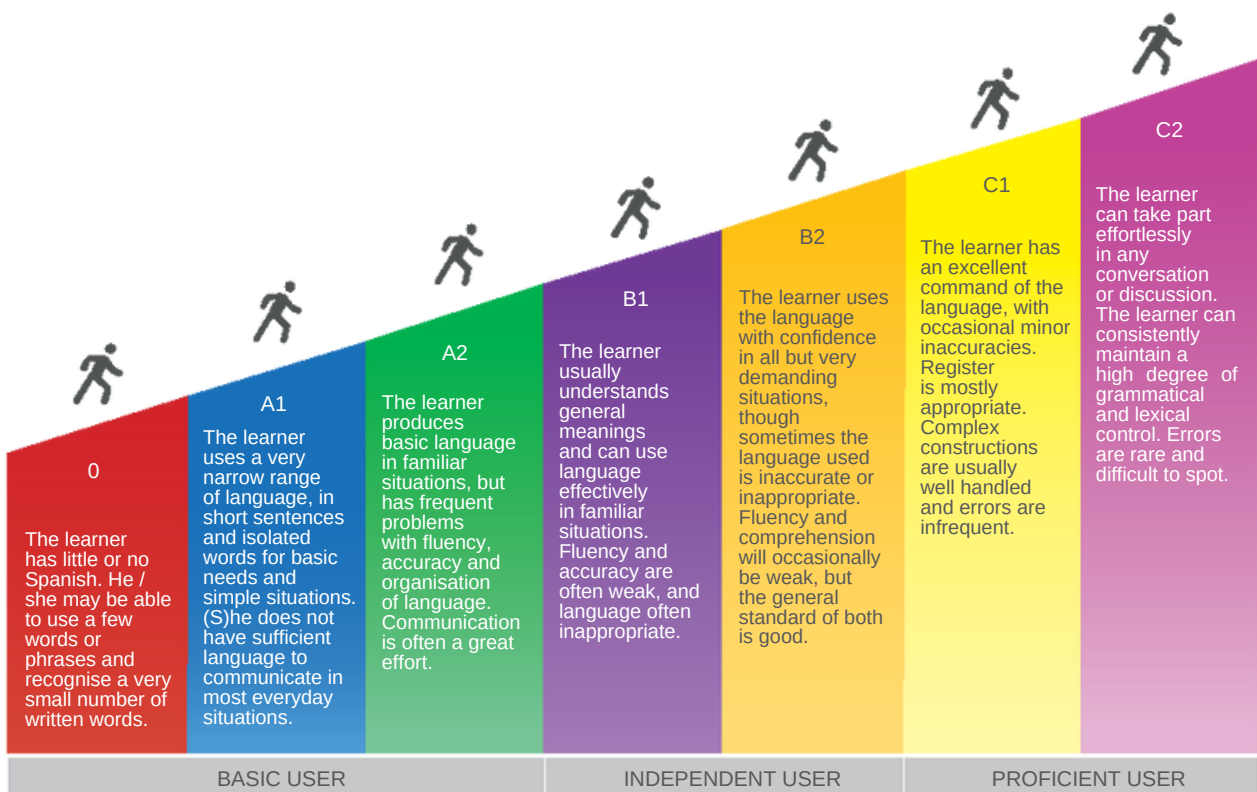 0
The learner
has little or no
Spanish. He /
she may be able
to use a few
words or
phrases and
recognise a very
small number of
written words.
A1
The learner
uses a very
narrow range
of language, in
short sentences
and isolated
words for basic
needs and
simple situations.
(S)he does not
have sufficient
language to
communicate in
most everyday
situations.
A2
The learner
produces
basic language
in familiar
situations, but
has frequent
problems
with fluency,
accuracy and
organisation
of language.
Communication
is often a great
effort.
B1
The learner
usually
understands
general
meanings
and can use
language
effectively
in familiar
situations.
Fluency and
accuracy are
often weak, and
language often
inappropriate.
B2
The learner uses
the language
with confidence
in all but very
demanding
situations,
though
sometimes the
language used
is inaccurate or
inappropriate.
Fluency and
comprehension
will occasionally
be weak, but
the general
standard of both
is good.
C1
The learner has
an excellent
command of the
language, with
occasional minor
inaccuracies.
Register
is mostly
appropriate.
Complex
constructions
are usually
well handled
and errors are
infrequent.
C2
The learner
can take part
effortlessly
in any
conversation
or discussion.
The learner can
consistently
maintain a
high degree of
grammatical
and lexical
control. Errors
are rare and
difficult to spot.
BASIC USER
INDEPENDENT USER
PROFICIENT USER